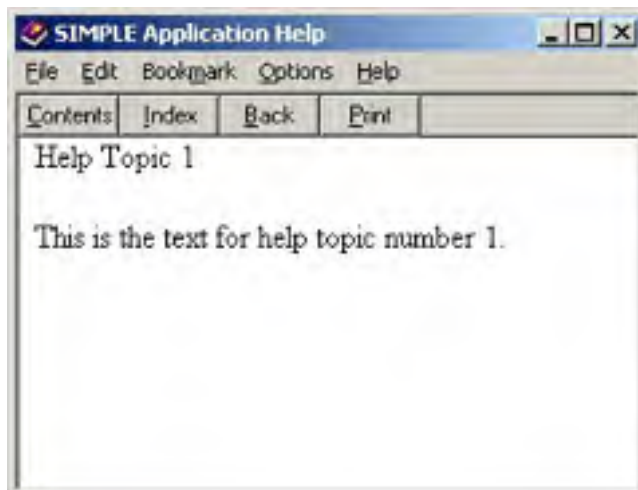 SIMPLE Application Help
File Edit Bookmark Options Help
Contents Index Back Print
Help Topic 1
This is the text for help topic number 1.